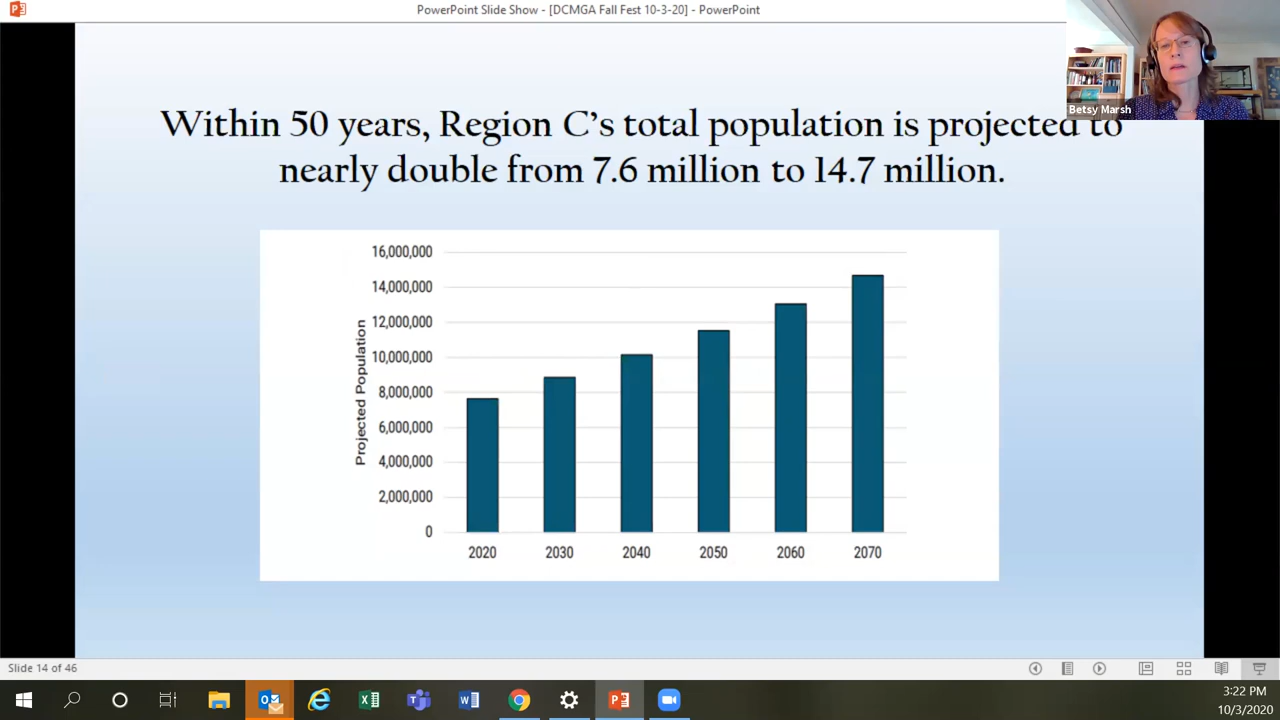 PowerPoint Slide Show - [DCMGA Fall Fest 10-3-20] - PowerPoint
Betsy Marsh
Within 50 years, Region C's total population is projected to
nearly double from 7.6 million to 14.7 million.
Projected Population
16,000,000
14,000,000
12,000,000
10,000,000
8,000,000
6,000,000
4,000,000
2,000,000
0
2020 2030 2040 2050 2060 2070
Slide 14 of 46
3:22 PM
10/3/2020